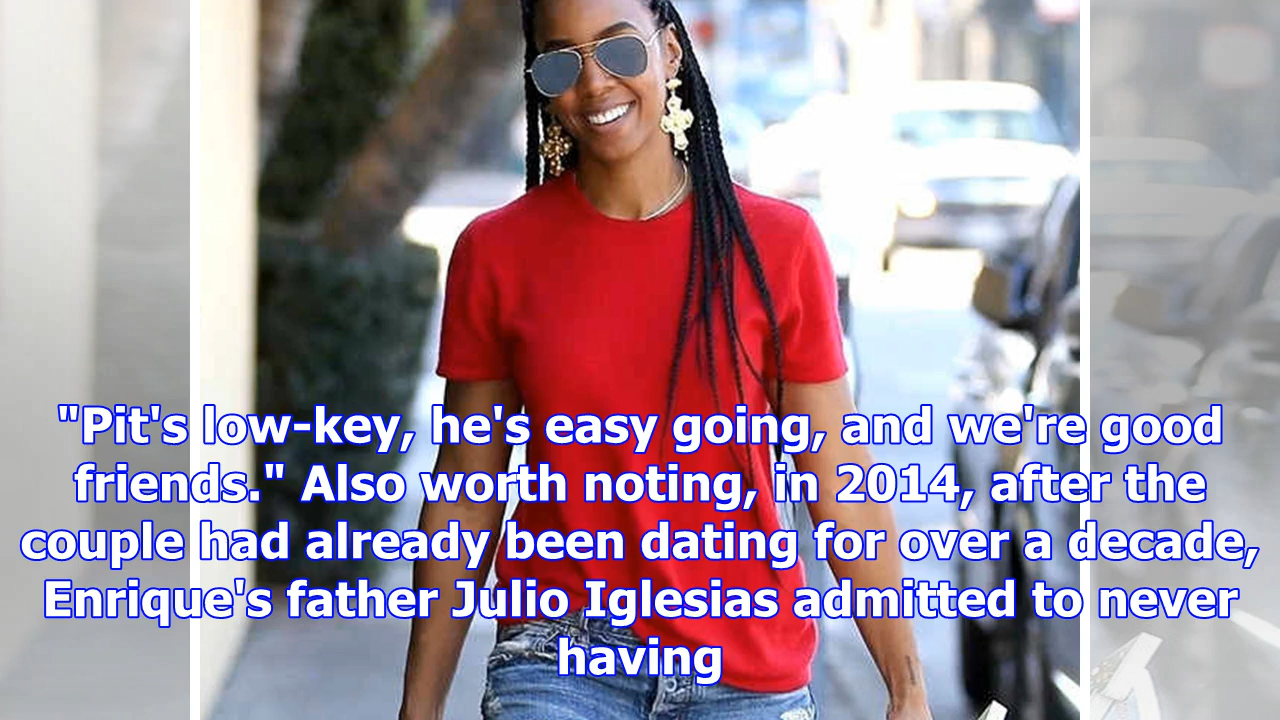 "Pit's low-key, he's easy going, and we're good
friends." Also worth noting, in 2014, after the
couple had already been dating for over a decade,
Enrique's father Julio Iglesias admitted to never
having